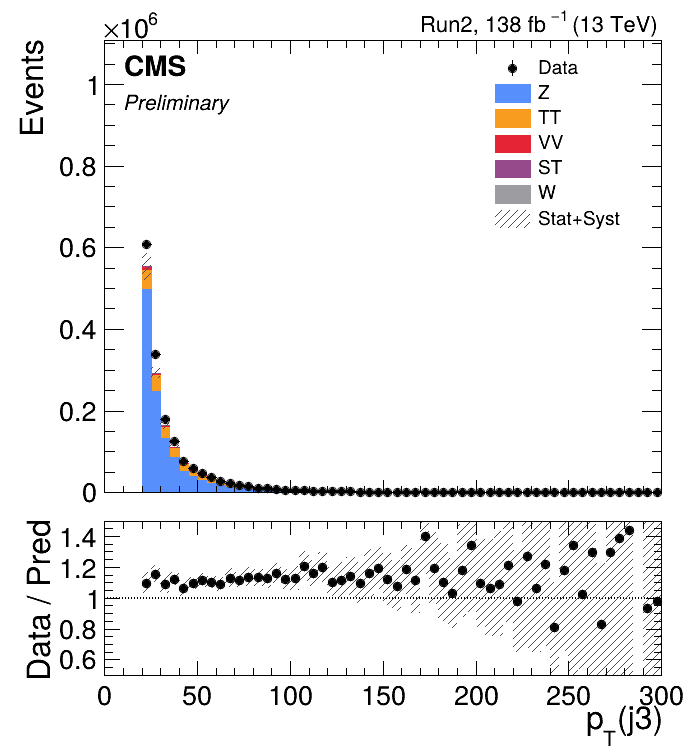 ×10⁶
Run2, 138 fb⁻¹ (13 TeV)
Events
CMS
Preliminary
Data
Z
TT
VV
ST
W
Stat+Syst
1
0.8
0.6
0.4
0.2
0
Data / Pred
1.4
1.2
1
0.8
0.6
0 50 100 150 200 250 300
p_T(j3)